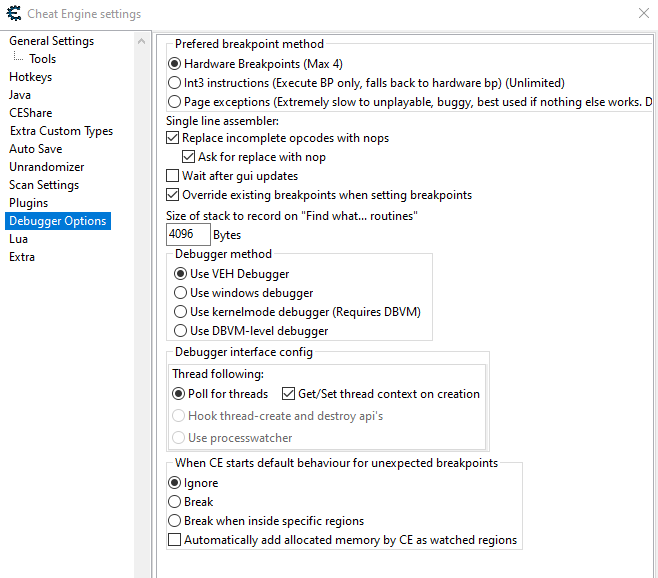 Cheat Engine settings
General Settings
Tools
Hotkeys
Java
CEShare
Extra Custom Types
Auto Save
Unrandomizer
Scan Settings
Plugins
Debugger Options
Lua
Extra
Prefered breakpoint method
Hardware Breakpoints (Max 4)
Int3 instructions (Execute BP only, falls back to hardware bp) (Unlimited)
Page exceptions (Extremely slow to unplayable, buggy, best used if nothing else works. D
Single line assembler:
Replace incomplete opcodes with nops
Ask for replace with nop
Wait after gui updates
Override existing breakpoints when setting breakpoints
Size of stack to record on "Find what... routines"
4096 Bytes
Debugger method
Use VEH Debugger
Use windows debugger
Use kernelmode debugger (Requires DBVM)
Use DBVM-level debugger
Debugger interface config
Thread following:
Poll for threads Get/Set thread context on creation
Hook thread-create and destroy api's
Use processwatcher
When CE starts default behaviour for unexpected breakpoints
Ignore
Break
Break when inside specific regions
Automatically add allocated memory by CE as watched regions